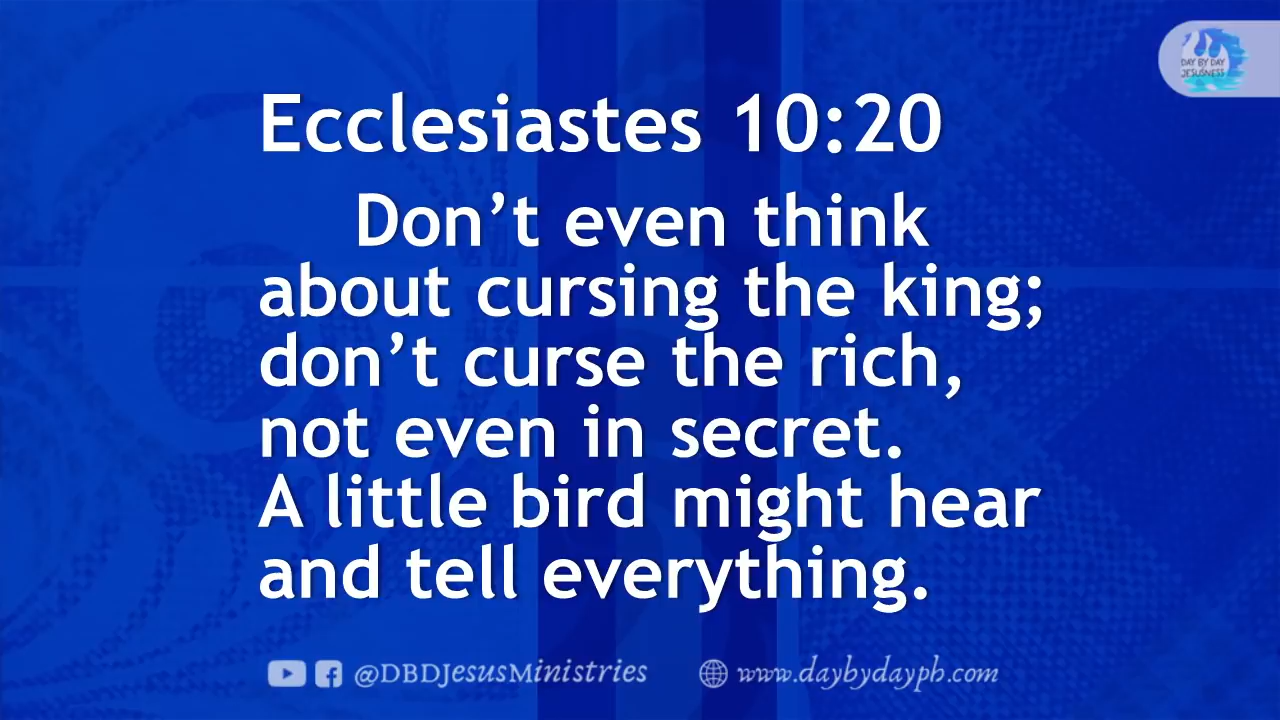 DAY BY DAY
JESUSNESS
Ecclesiastes 10:20
Don’t even think
about cursing the king;
don’t curse the rich,
not even in secret.
A little bird might hear
and tell everything.
@DBDJesusMinistries www.daybydayph.com